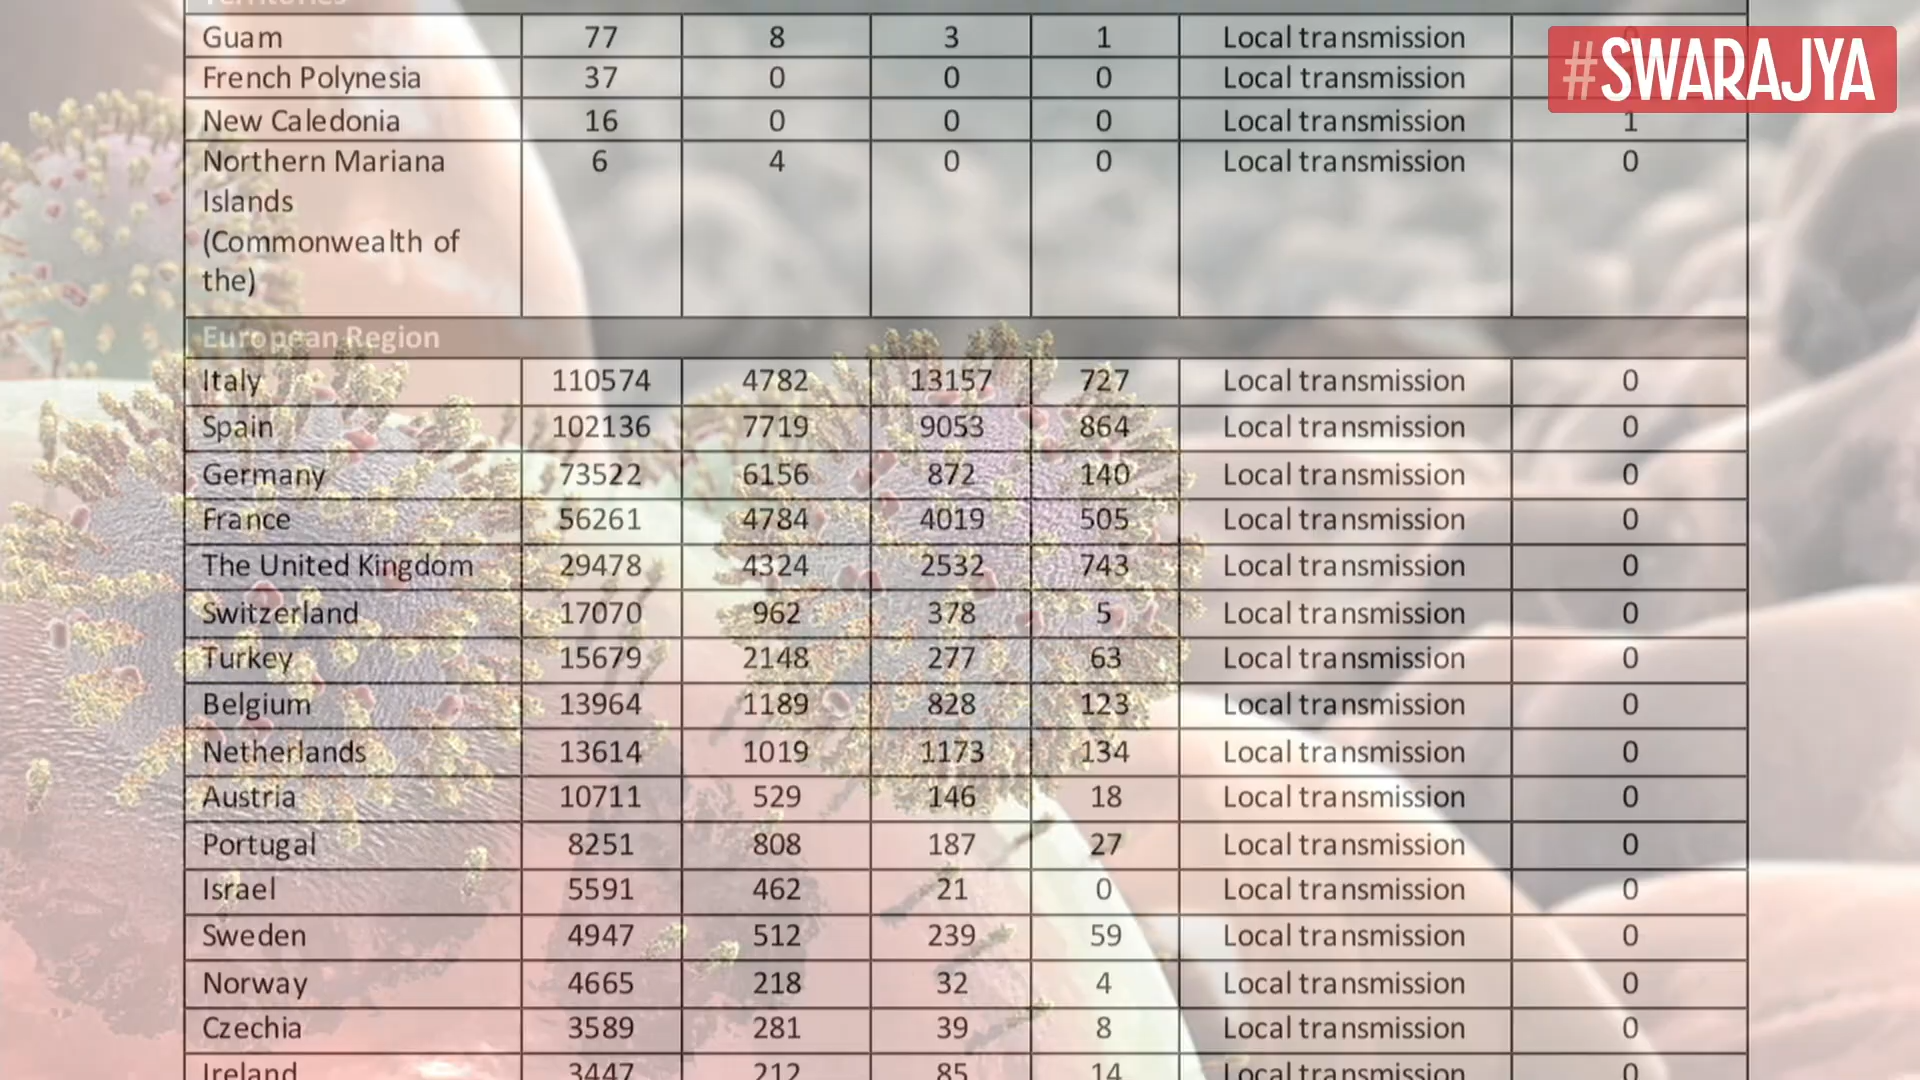 Territories
#SWARAJYA
Guam 77 8 3 1 Local transmission
French Polynesia 37 0 0 0 Local transmission
New Caledonia 16 0 0 0 Local transmission 1
Northern Mariana 6 4 0 0 Local transmission 0
Islands
(Commonwealth of
the)
European Region
Italy 110574 4782 13157 727 Local transmission 0
Spain 102136 7719 9053 864 Local transmission 0
Germany 73522 6156 872 140 Local transmission 0
France 56261 4784 4019 505 Local transmission 0
The United Kingdom 29478 4324 2532 743 Local transmission 0
Switzerland 17070 962 378 5 Local transmission 0
Turkey 15679 2148 277 63 Local transmission 0
Belgium 13964 1189 828 123 Local transmission 0
Netherlands 13614 1019 1173 134 Local transmission 0
Austria 10711 529 146 18 Local transmission 0
Portugal 8251 808 187 27 Local transmission 0
Israel 5591 462 21 0 Local transmission 0
Sweden 4947 512 239 59 Local transmission 0
Norway 4665 218 32 4 Local transmission 0
Czechia 3589 281 39 8 Local transmission 0
Ireland 3447 212 85 14 Local transmission 0